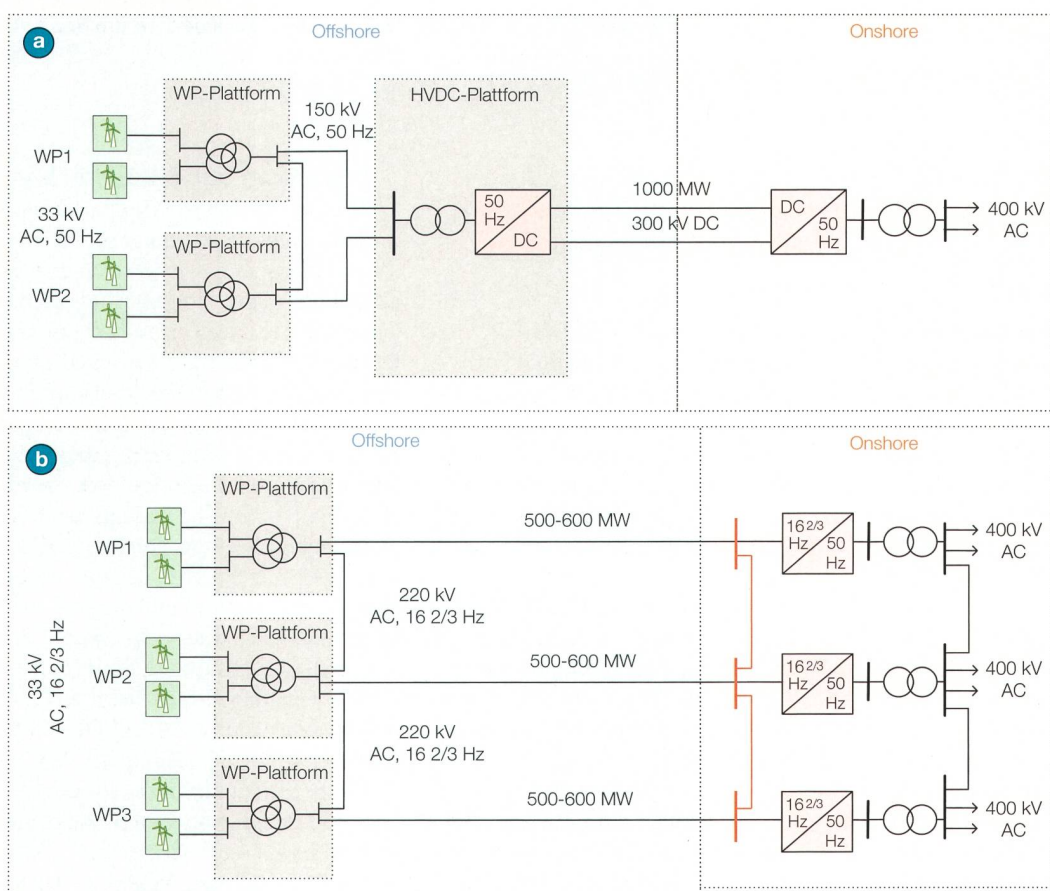 a
Offshore
Onshore
WP-Plattform
HVDC-Plattform
150 kV
AC, 50 Hz
WP1
33 kV
AC, 50 Hz
WP-Plattform
WP2
50
Hz
DC
1000 MW
300 kV DC
DC
50
Hz
400 kV
AC
b
Offshore
Onshore
WP-Plattform
WP1
500-600 MW
16 2/3
Hz
50
Hz
400 kV
AC
220 kV
AC, 16 2/3 Hz
33 kV
AC, 16 2/3 Hz
WP-Plattform
WP2
500-600 MW
16 2/3
Hz
50
Hz
400 kV
AC
220 kV
AC, 16 2/3 Hz
WP-Plattform
WP3
500-600 MW
16 2/3
Hz
50
Hz
400 kV
AC